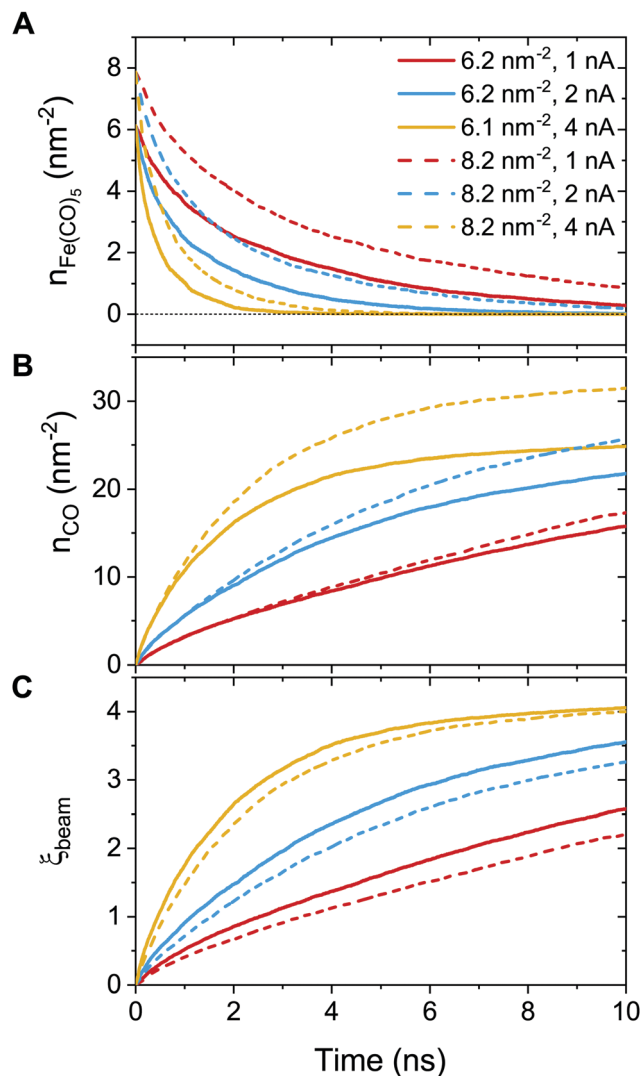 A
8
6
4
2
0
n_Fe(CO)5 (nm⁻²)
6.2 nm⁻², 1 nA
6.2 nm⁻², 2 nA
6.1 nm⁻², 4 nA
8.2 nm⁻², 1 nA
8.2 nm⁻², 2 nA
8.2 nm⁻², 4 nA
B
30
20
10
0
n_CO (nm⁻²)
C
4
3
2
1
0
ξ_beam
0 2 4 6 8 10
Time (ns)